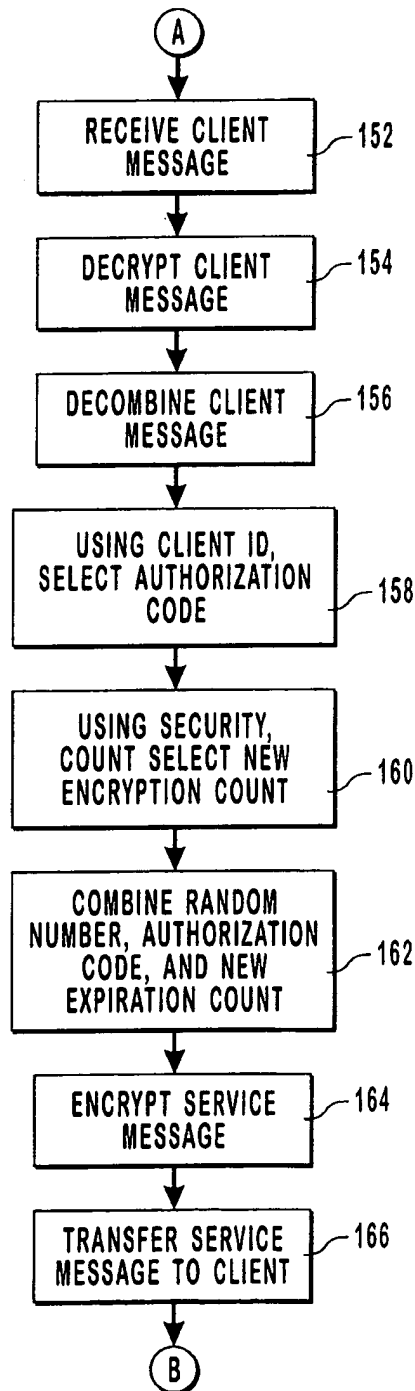 A
RECEIVE CLIENT
MESSAGE
152
DECRYPT CLIENT
MESSAGE
154
DECOMBINE CLIENT
MESSAGE
156
USING CLIENT ID,
SELECT AUTHORIZATION
CODE
158
USING SECURITY,
COUNT SELECT NEW
ENCRYPTION COUNT
160
COMBINE RANDOM
NUMBER, AUTHORIZATION
CODE, AND NEW
EXPIRATION COUNT
162
ENCRYPT SERVICE
MESSAGE
164
TRANSFER SERVICE
MESSAGE TO CLIENT
166
B